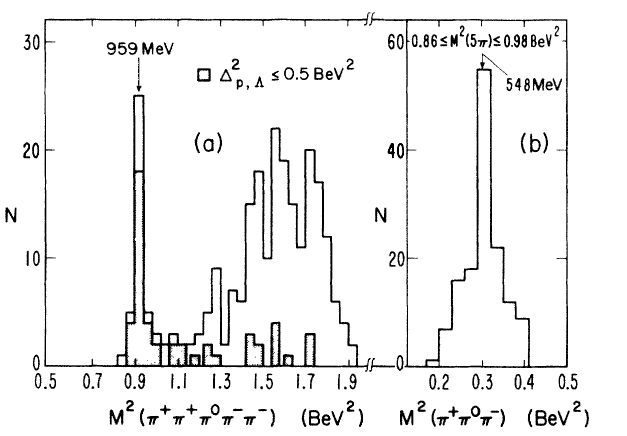 30
20
10
0
N
959 MeV
Δ²p, Λ ≤ 0.5 BeV²
(a)
0.5 0.7 0.9 1.1 1.3 1.5 1.7 1.9
M² (π⁺π⁺π⁰π⁻π⁻) (BeV²)
60
40
20
0
N
0.86 ≤ M²(5π) ≤ 0.98 BeV²
548 MeV
(b)
0.2 0.3 0.4 0.5
M² (π⁺π⁰π⁻) (BeV²)